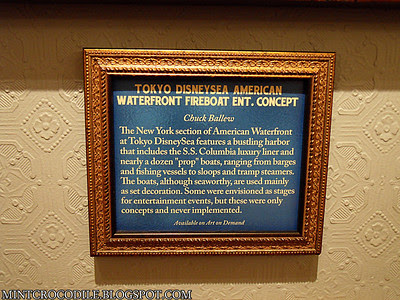 TOKYO DISNEYSEA AMERICAN
WATERFRONT FIREBOAT ENT. CONCEPT
Chuck Ballew
The New York section of American Waterfront
at Tokyo DisneySea features a bustling harbor
that includes the S.S. Columbia luxury liner and
nearly a dozen "prop" boats, ranging from barges
and fishing vessels to sloops and tramp steamers.
The boats, although seaworthy, are used mainly
as set decoration. Some were envisioned as stages
for entertainment events, but these were only
concepts and never implemented.
Available on Art on Demand
MINTCROCODILE.BLOGSPOT.COM